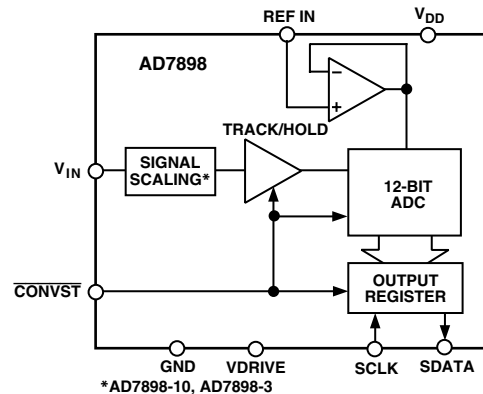 REF IN
VDD
AD7898
−
+
TRACK/HOLD
VIN
SIGNAL
SCALING*
12-BIT
ADC
CONVST
OUTPUT
REGISTER
GND
VDRIVE
SCLK
SDATA
*AD7898-10, AD7898-3